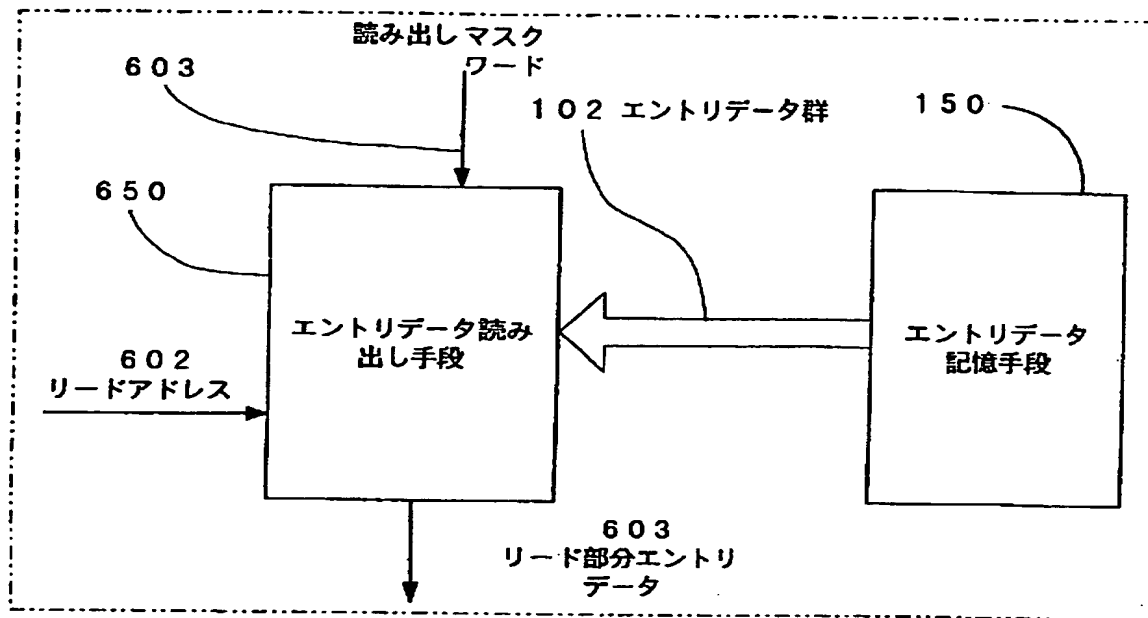 読み出しマスク
ワード
603
102 エントリデータ群
150
650
エントリデータ読み
出し手段
エントリデータ
記憶手段
602
リードアドレス
603
リード部分エントリ
データ